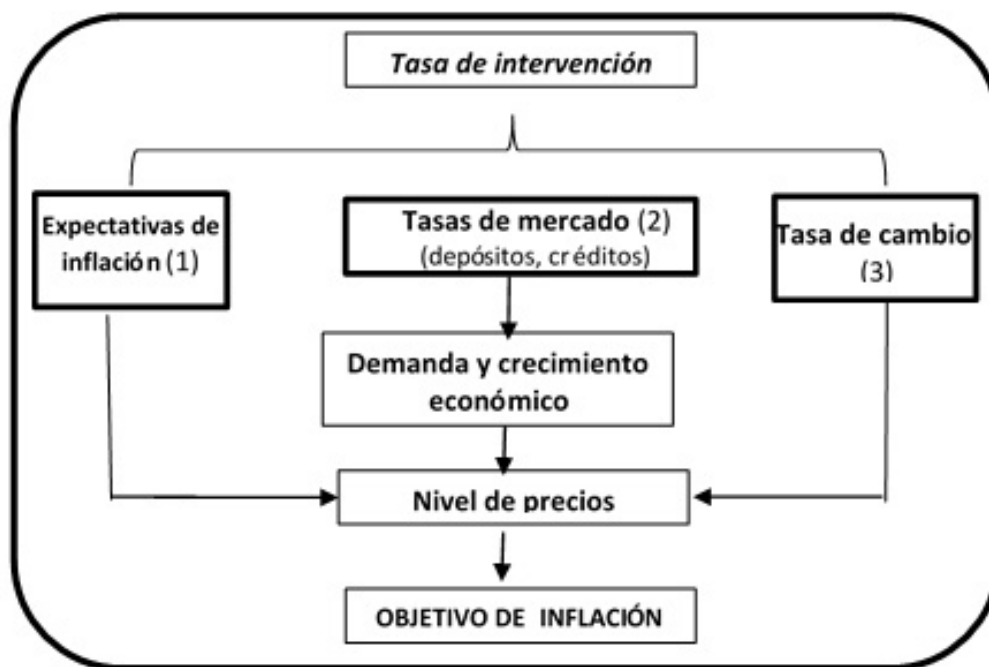 Tasa de intervención
Expectativas de
inflación (1)
Tasas de mercado (2)
(depósitos, créditos)
Tasa de cambio
(3)
Demanda y crecimiento
económico
Nivel de precios
OBJETIVO DE INFLACIÓN